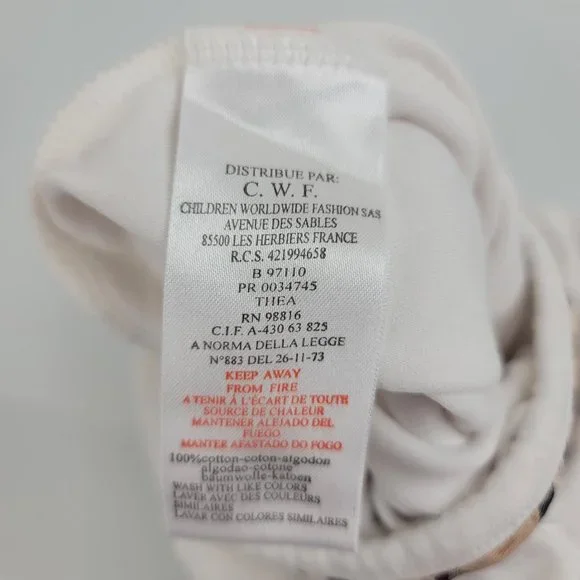 DISTRIBUE PAR:
C. W. F.
CHILDREN WORLDWIDE FASHION SAS
AVENUE DES SABLES
85500 LES HERBIERS FRANCE
R.C.S. 421994658
B 97110
PR 0034745
THEA
RN 98816
C.I.F. A-430 63 825
A NORMA DELLA LEGGE
N°883 DEL 26-11-73
KEEP AWAY
FROM FIRE
A TENIR À L'ÉCART DE TOUTE
SOURCE DE CHALEUR
MANTENER ALEJADO DEL
FUEGO
MANTER AFASTADO DO FOGO
100%cotton-coton-algodon
algodao-cotone
baumwolle-katoen
WASH WITH LIKE COLORS
LAVER AVEC DES COULEURS
SIMILAIRES
LAVAR CON COLORES SIMILARES